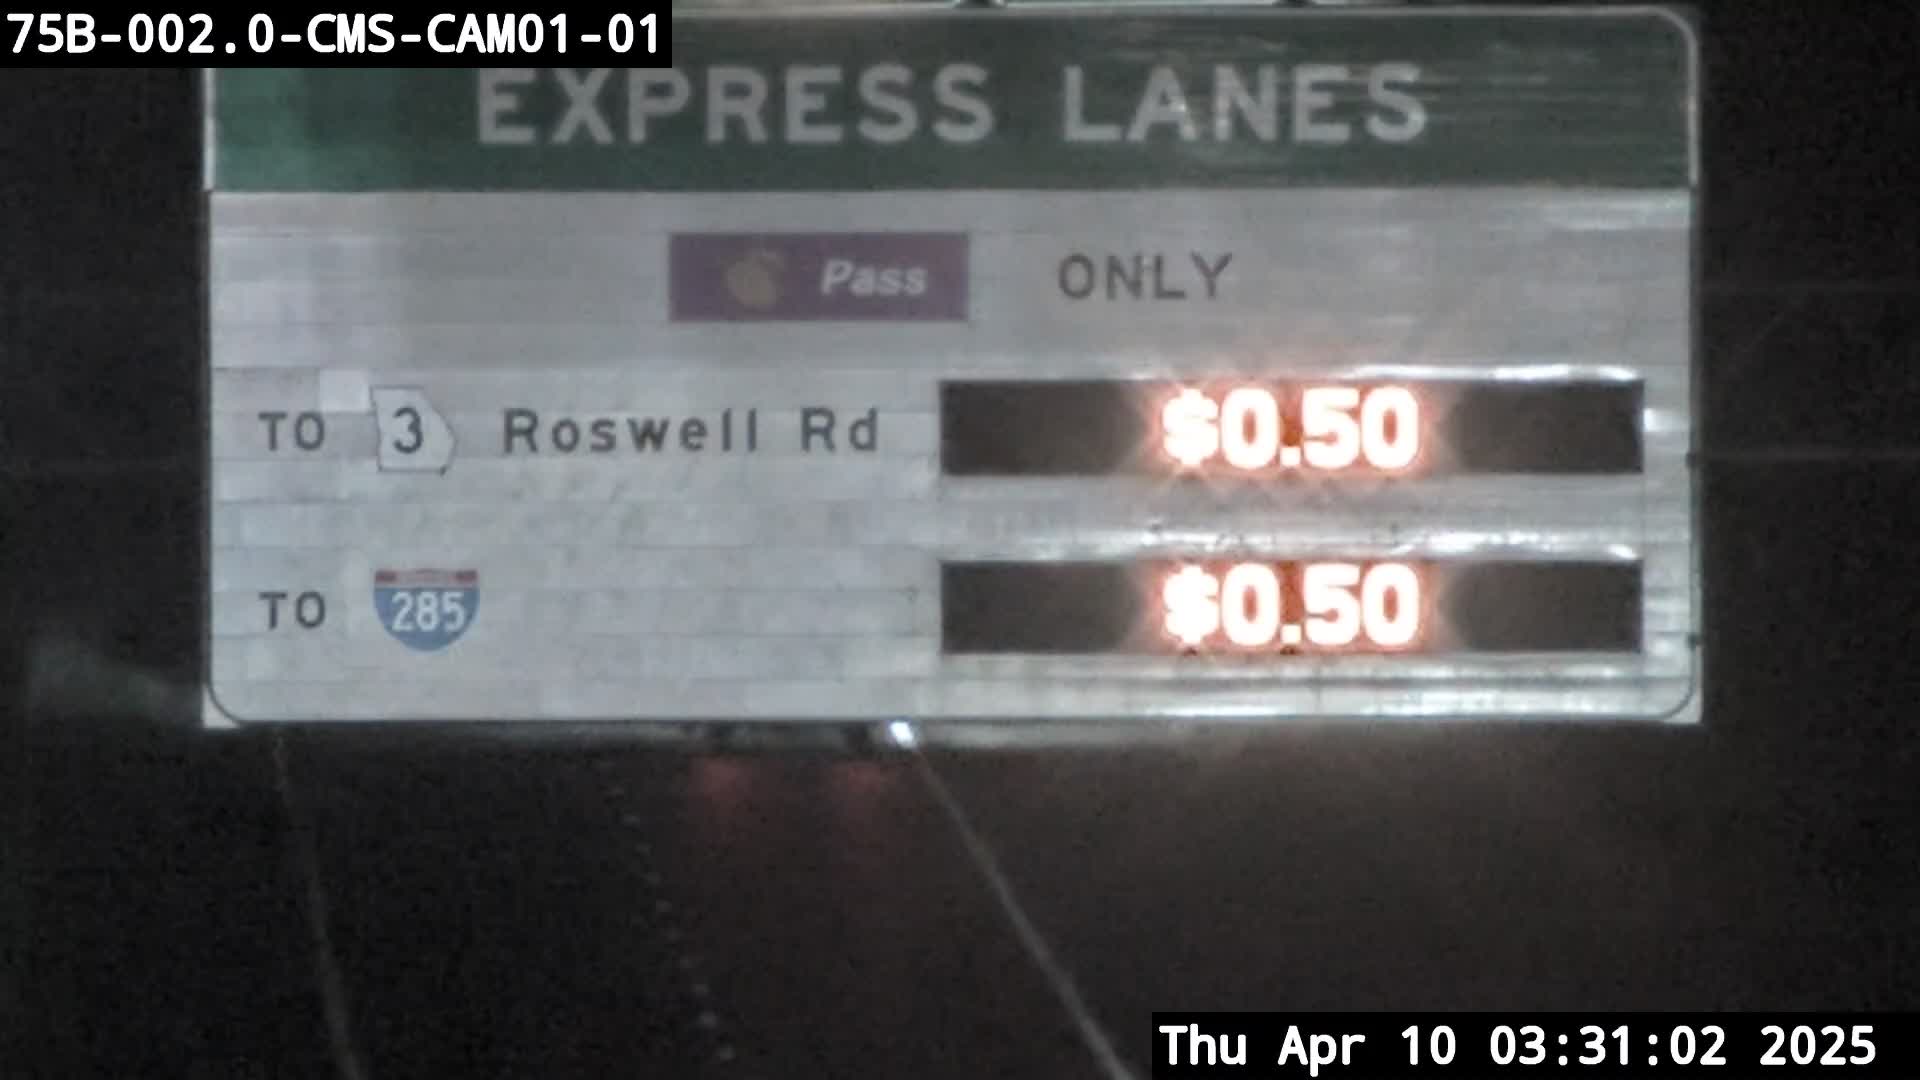 75B-002.0-CMS-CAM01-01
EXPRESS LANES
Pass ONLY
TO 3 Roswell Rd $0.50
TO 285 $0.50
Thu Apr 10 03:31:02 2025